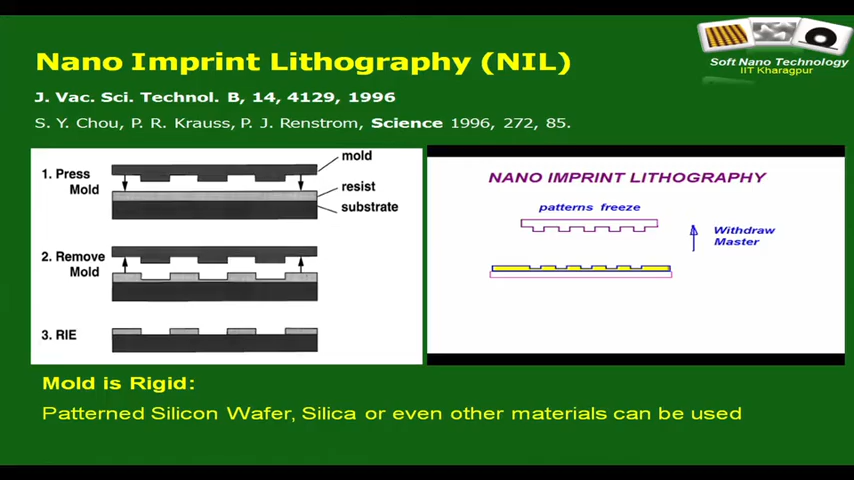 Nano Imprint Lithography (NIL)
Soft Nano Technology
IIT Kharagpur
J. Vac. Sci. Technol. B, 14, 4129, 1996
S. Y. Chou, P. R. Krauss, P. J. Renstrom, Science 1996, 272, 85.
1. Press
Mold
mold
resist
substrate
2. Remove
Mold
3. RIE
NANO IMPRINT LITHOGRAPHY
patterns freeze
Withdraw
Master
Mold is Rigid:
Patterned Silicon Wafer, Silica or even other materials can be used